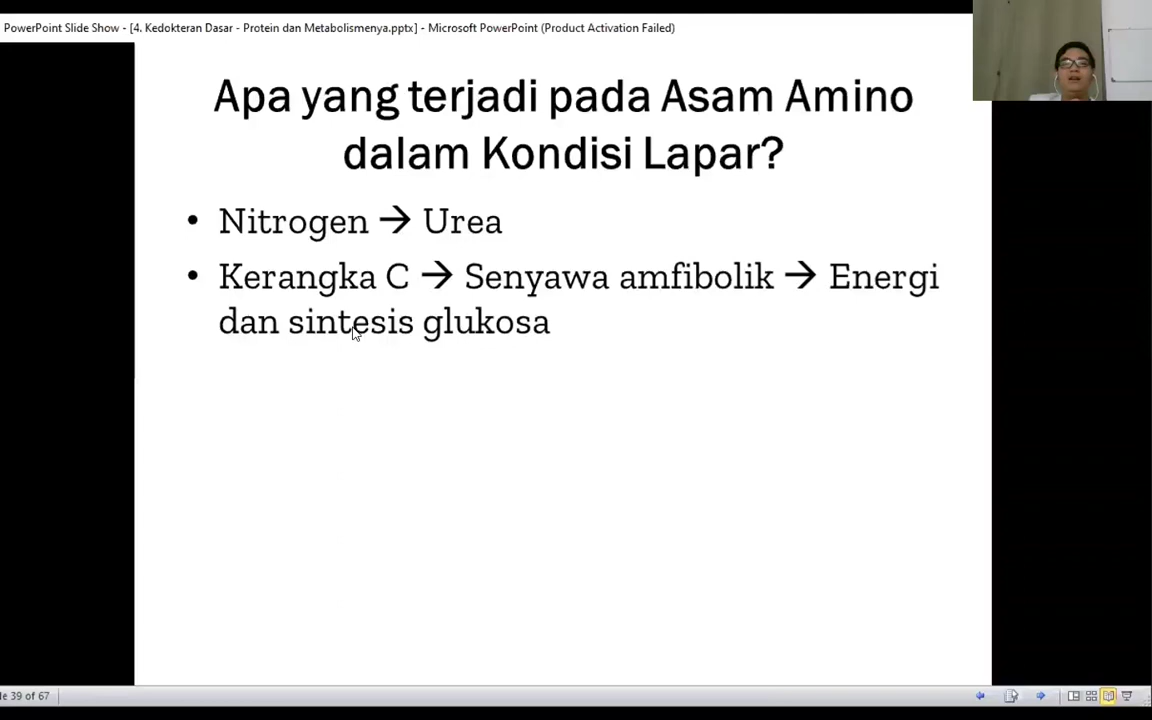 PowerPoint Slide Show - [4. Kedokteran Dasar - Protein dan Metabolismenya.pptx] - Microsoft PowerPoint (Product Activation Failed)
Apa yang terjadi pada Asam Amino
dalam Kondisi Lapar?
• Nitrogen → Urea
• Kerangka C → Senyawa amfibolik → Energi
dan sintesis glukosa
39 of 67